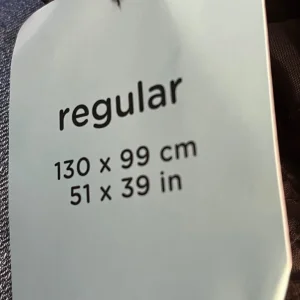 regular
130 x 99 cm
51 x 39 in